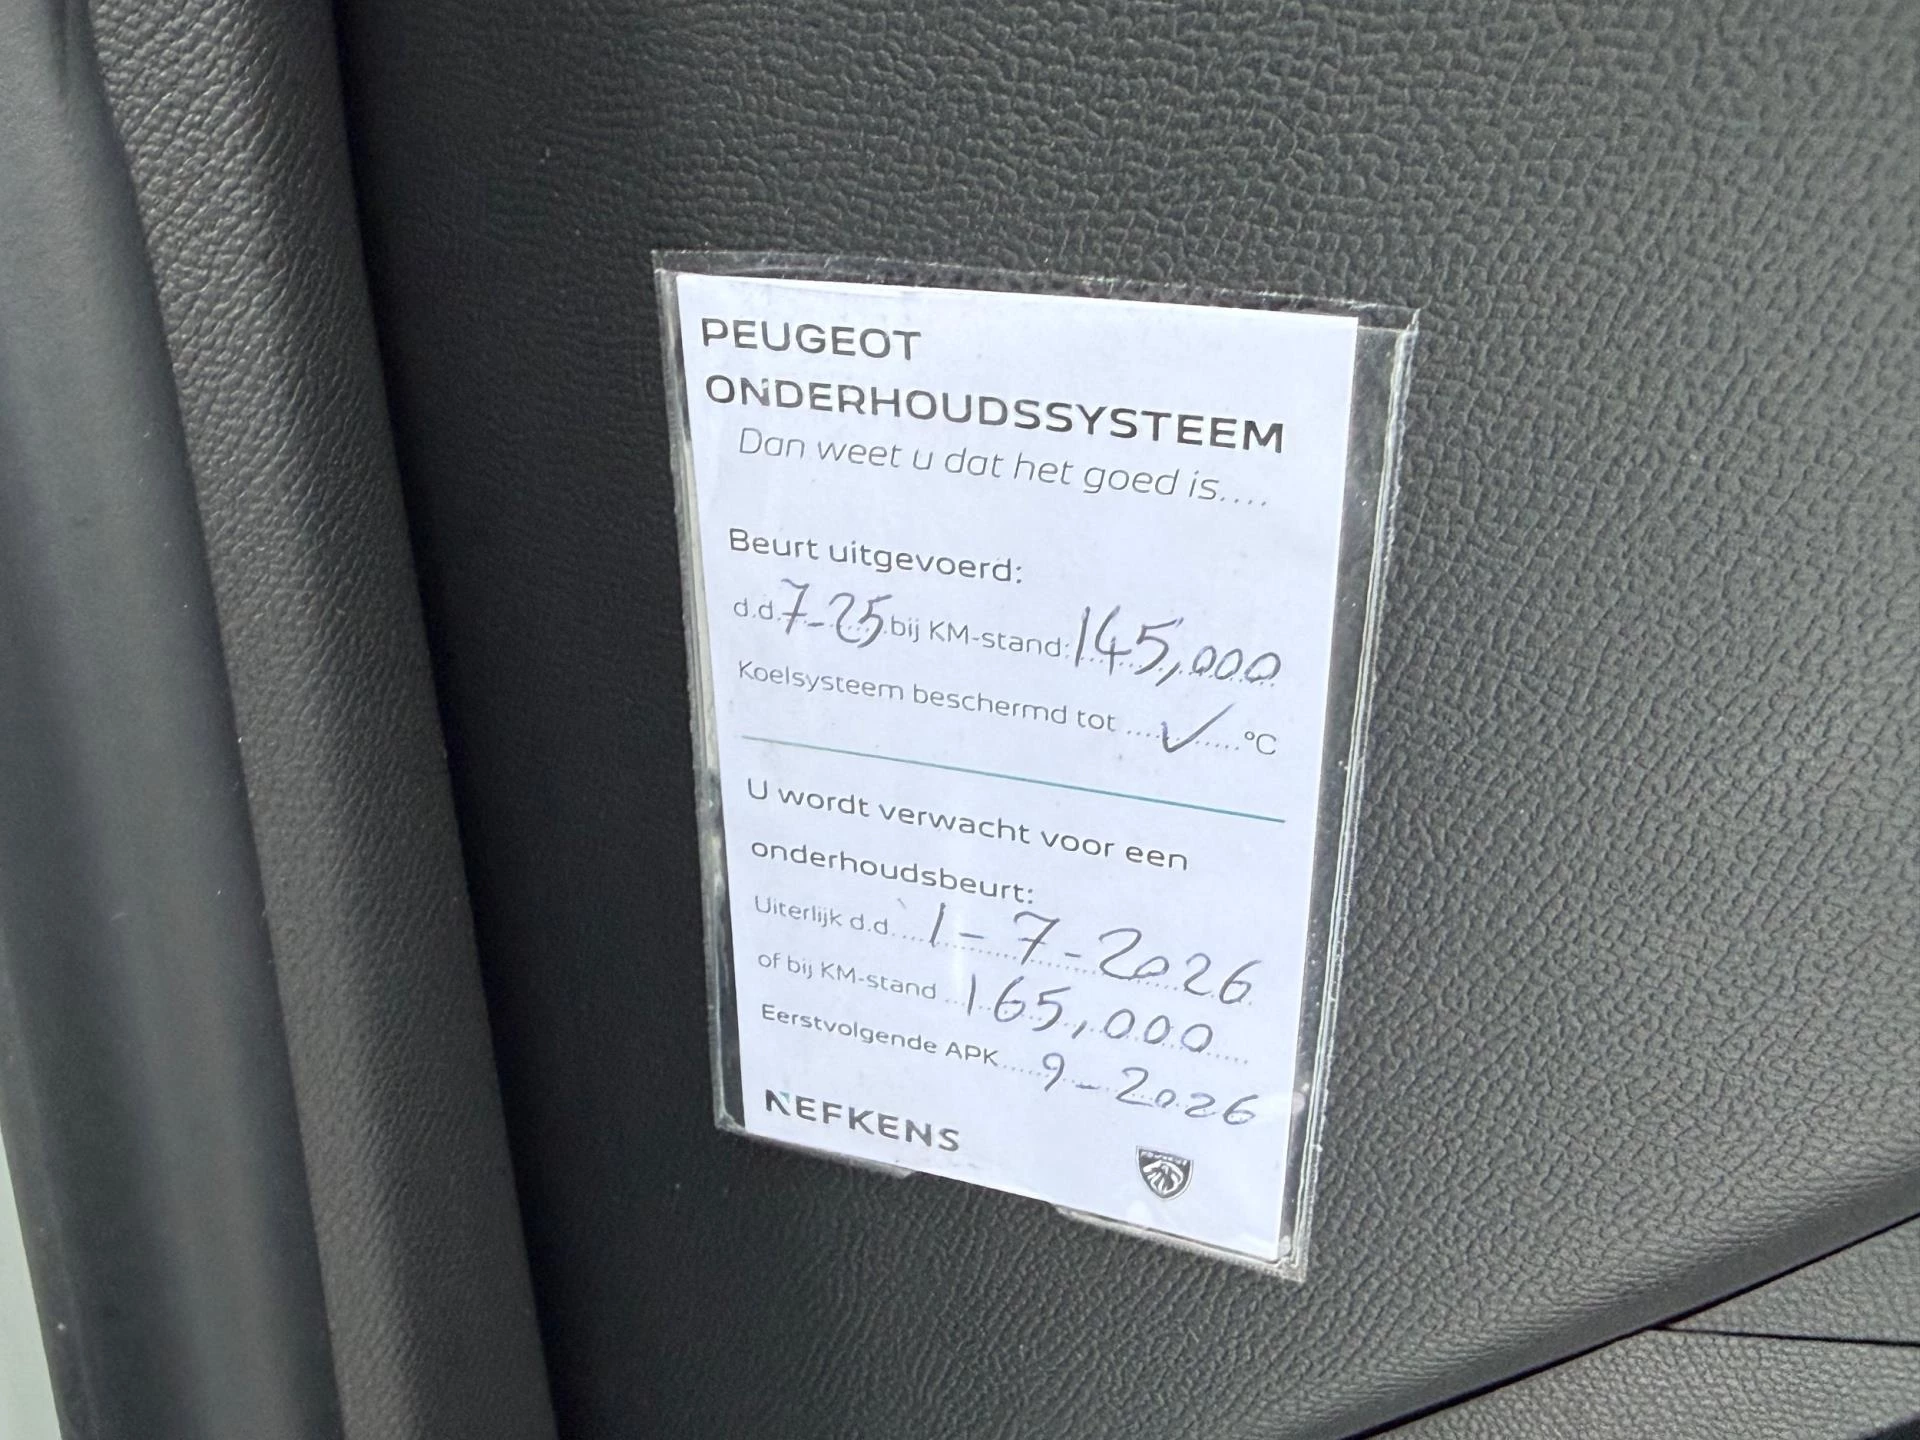 PEUGEOT
ONDERHOUDSSYSTEEM
Dan weet u dat het goed is....
Beurt uitgevoerd:
d.d. 7-25 bij KM-stand: 145,000
Koelsysteem beschermd tot ....✓.....°C
U wordt verwacht voor een
onderhoudsbeurt:
Uiterlijk d.d. 1-7-2026
of bij KM-stand 165,000
Eerstvolgende APK 9-2026
NEFKENS
PEUGEOT